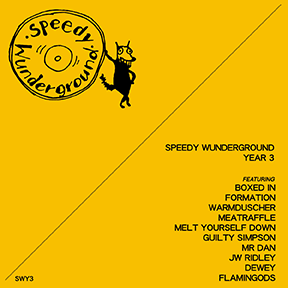 Speedy
Wunderground
SPEEDY WUNDERGROUND
YEAR 3
FEATURING
BOXED IN
FORMATION
WARMDUSCHER
MEATRAFFLE
MELT YOURSELF DOWN
GUILTY SIMPSON
MR DAN
JW RIDLEY
DEWEY
FLAMINGODS
SWY3